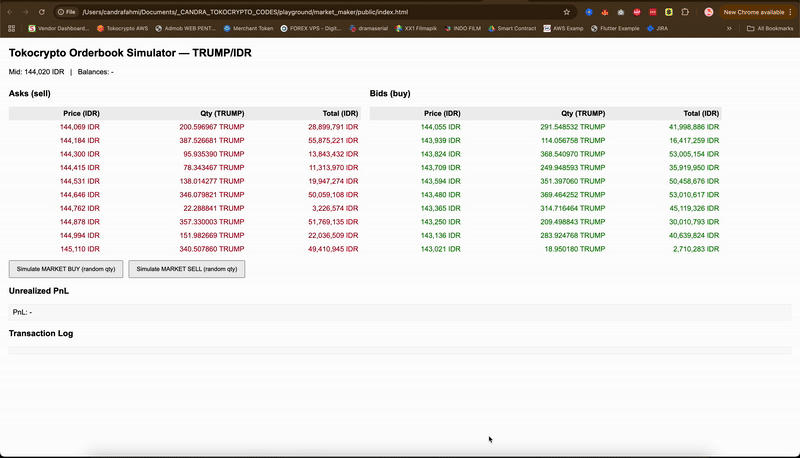 File /Users/candrafahmi/Documents/_CANDRA_TOKOCRYPTO_CODES/playground/market_maker/public/index.html New Chrome available
Vendor Dashboard... Tokocrypto AWS Admob WEB PENT... Merchant Token FOREX VPS - Digit... dramaserial XX1 Filmapik INDO FILM Smart Contract AWS Examp Flutter Example JIRA All Bookmarks
Tokocrypto Orderbook Simulator — TRUMP/IDR
Mid: 144,020 IDR | Balances: -
Asks (sell) Bids (buy)
Price (IDR) Qty (TRUMP) Total (IDR) Price (IDR) Qty (TRUMP) Total (IDR)
144,069 IDR 200.596967 TRUMP 28,899,791 IDR 144,055 IDR 291.548532 TRUMP 41,998,886 IDR
144,184 IDR 387.526681 TRUMP 55,875,221 IDR 143,939 IDR 114.056758 TRUMP 16,417,259 IDR
144,300 IDR 95.935390 TRUMP 13,843,432 IDR 143,824 IDR 368.540970 TRUMP 53,005,154 IDR
144,415 IDR 78.343467 TRUMP 11,313,970 IDR 143,709 IDR 249.948593 TRUMP 35,919,950 IDR
144,531 IDR 138.014277 TRUMP 19,947,274 IDR 143,594 IDR 351.397060 TRUMP 50,458,676 IDR
144,646 IDR 346.079821 TRUMP 50,059,108 IDR 143,480 IDR 369.464252 TRUMP 53,010,617 IDR
144,762 IDR 22.288841 TRUMP 3,226,574 IDR 143,365 IDR 314.716464 TRUMP 45,119,326 IDR
144,878 IDR 357.330003 TRUMP 51,769,135 IDR 143,250 IDR 209.498843 TRUMP 30,010,793 IDR
144,994 IDR 151.982669 TRUMP 22,036,509 IDR 143,136 IDR 283.924768 TRUMP 40,639,824 IDR
145,110 IDR 340.507860 TRUMP 49,410,945 IDR 143,021 IDR 18.950180 TRUMP 2,710,283 IDR
Simulate MARKET BUY (random qty) Simulate MARKET SELL (random qty)
Unrealized PnL
PnL: -
Transaction Log